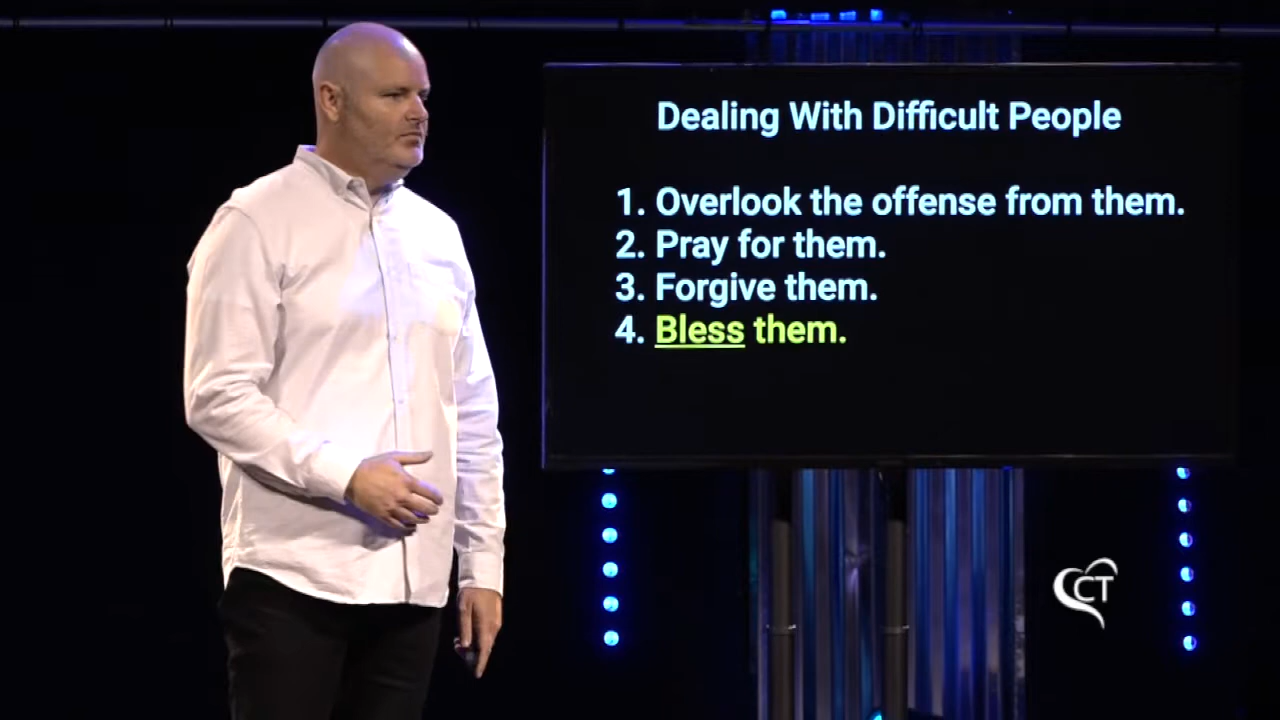 Dealing With Difficult People
1. Overlook the offense from them.
2. Pray for them.
3. Forgive them.
4. Bless them.
CT